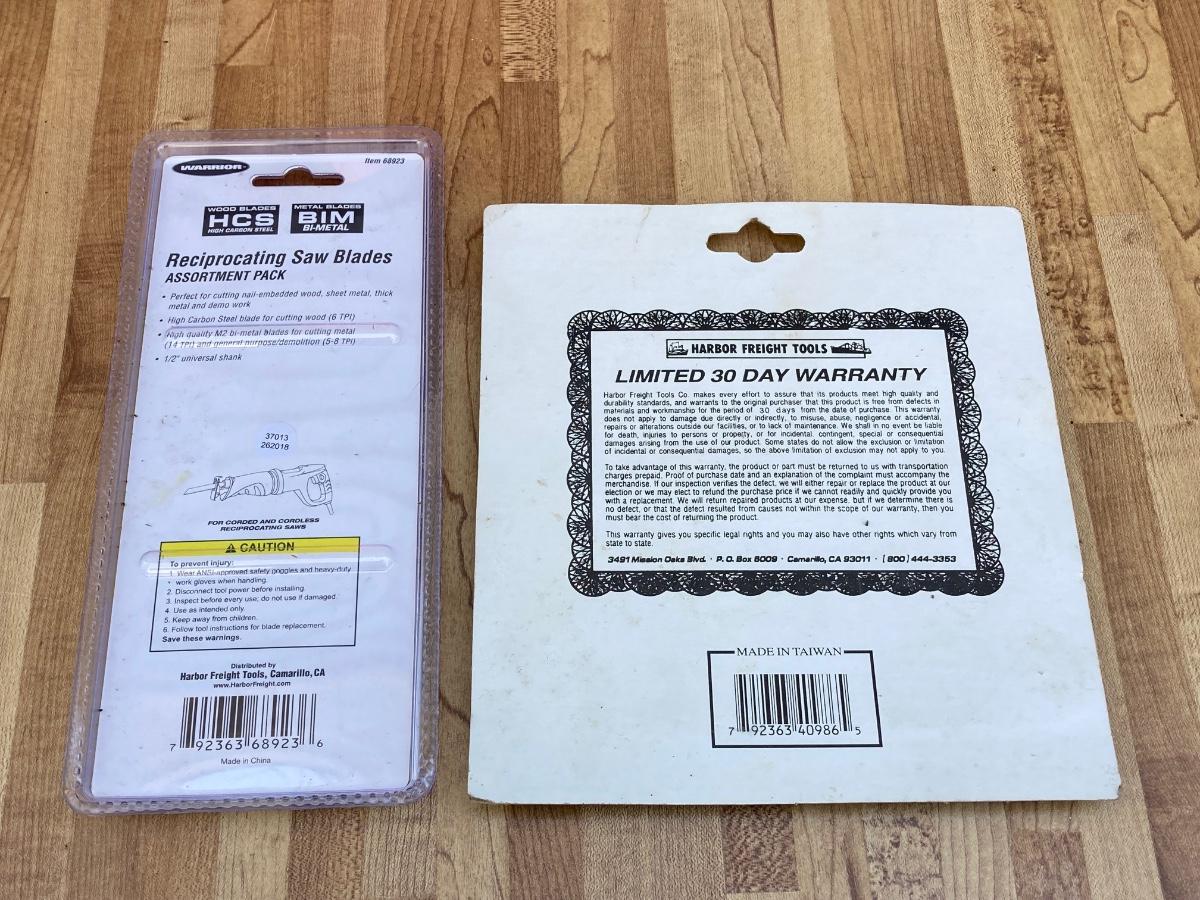 WARRIOR
Item 68923
WOOD BLADES
HCS
HIGH CARBON STEEL
METAL BLADES
BIM
BI-METAL
Reciprocating Saw Blades
ASSORTMENT PACK
• Perfect for cutting nail-embedded wood, sheet metal, thick
metal and demo work
• High Carbon Steel blade for cutting wood (6 TPI)
• High quality M2 bi-metal blades for cutting metal
(14 TPI) and general purpose/demolition (5-8 TPI)
• 1/2" universal shank
37013
262018
FOR CORDED AND CORDLESS
RECIPROCATING SAWS
CAUTION
To prevent injury:
1. Wear ANSI-approved safety goggles and heavy-duty
work gloves when handling.
2. Disconnect tool power before installing.
3. Inspect before every use; do not use if damaged.
4. Use as intended only.
5. Keep away from children.
6. Follow tool instructions for blade replacement.
Save these warnings.
Distributed by
Harbor Freight Tools, Camarillo, CA
www.HarborFreight.com
7 92363 68923 6
Made in China
HARBOR FREIGHT TOOLS
LIMITED 30 DAY WARRANTY
Harbor Freight Tools Co. makes every effort to assure that its products meet high quality and
durability standards, and warrants to the original purchaser that this product is free from defects in
materials and workmanship for the period of 30 days from the date of purchase. This warranty
does not apply to damage due directly or indirectly, to misuse, abuse, negligence or accidental,
repairs or alterations outside our facilities, or to lack of maintenance. We shall in no event be liable
for death, injuries to persons or property, or for incidental, contingent, special or consequential
damages arising from the use of our product. Some states do not allow the exclusion or limitation
of incidental or consequential damages, so the above limitation of exclusion may not apply to you.
To take advantage of this warranty, the product or part must be returned to us with transportation
charges prepaid. Proof of purchase date and an explanation of the complaint must accompany the
merchandise. If our inspection verifies the defect, we will either repair or replace the product at our
election or we may elect to refund the purchase price if we cannot readily and quickly provide you
with a replacement. We will return repaired products at our expense, but if we determine there is
no defect, or that the defect resulted from causes not within the scope of our warranty, then you
must bear the cost of returning the product.
This warranty gives you specific legal rights and you may also have other rights which vary from
state to state.
3491 Mission Oaks Blvd. · P. O. Box 6009 · Camarillo, CA 93011 · (800) 444-3353
MADE IN TAIWAN
7 92363 40986 5